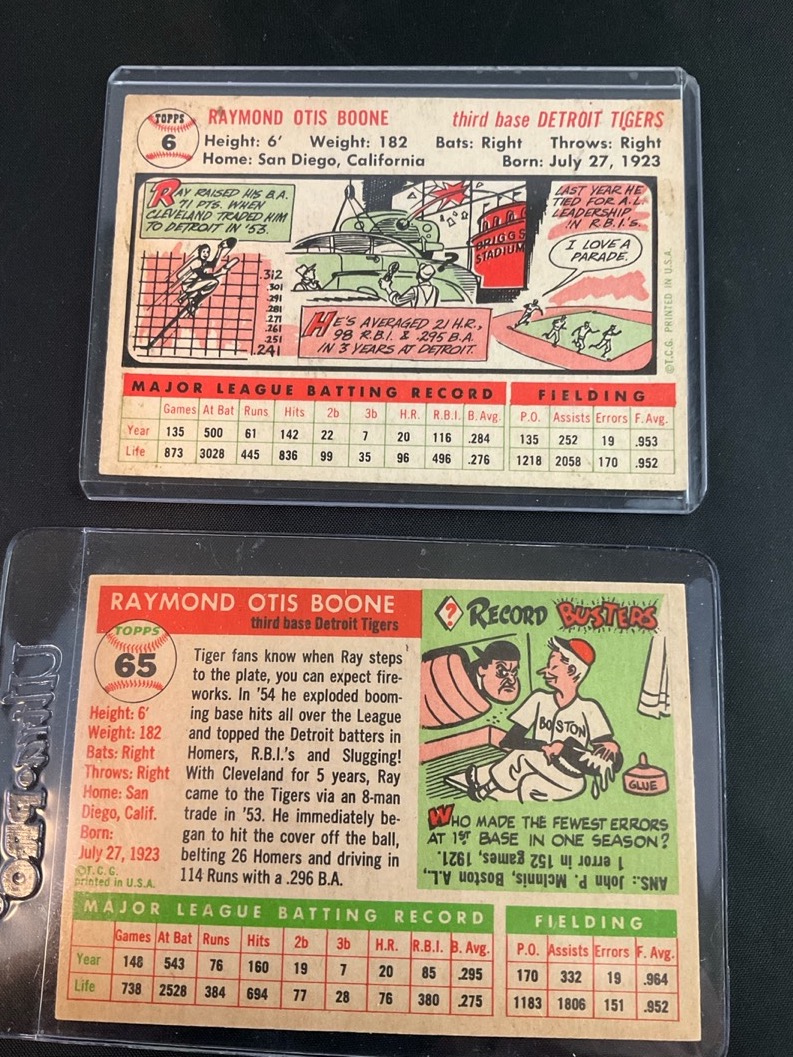 TOPPS
6
RAYMOND OTIS BOONE third base DETROIT TIGERS
Height: 6' Weight: 182 Bats: Right Throws: Right
Home: San Diego, California Born: July 27, 1923
RAY RAISED HIS B.A.
71 PTS. WHEN
CLEVELAND TRADED HIM
TO DETROIT IN '53.
.312
.301
.291
.281
.271
.261
.251
.241
BRIGGS
STADIUM
HE'S AVERAGED 21 H.R.,
98 R.B.I. & .295 B.A.
IN 3 YEARS AT DETROIT.
LAST YEAR HE
TIED FOR A.L.
LEADERSHIP
IN R.B.I.'s.
I LOVE A
PARADE.
©T.C.G. PRINTED IN U.S.A.
MAJOR LEAGUE BATTING RECORD FIELDING
Games At Bat Runs Hits 2b 3b H.R. R.B.I. B. Avg. P.O. Assists Errors F. Avg.
Year 135 500 61 142 22 7 20 116 .284 135 252 19 .953
Life 873 3028 445 836 99 35 96 496 .276 1218 2058 170 .952
RAYMOND OTIS BOONE
third base Detroit Tigers
TOPPS
65
Height: 6'
Weight: 182
Bats: Right
Throws: Right
Home: San
Diego, Calif.
Born:
July 27, 1923
©T.C.G.
printed in U.S.A.
Tiger fans know when Ray steps
to the plate, you can expect fire-
works. In '54 he exploded boom-
ing base hits all over the League
and topped the Detroit batters in
Homers, R.B.I.'s and Slugging!
With Cleveland for 5 years, Ray
came to the Tigers via an 8-man
trade in '53. He immediately be-
gan to hit the cover off the ball,
belting 26 Homers and driving in
114 Runs with a .296 B.A.
? RECORD BUSTERS
BOSTON
GLUE
WHO MADE THE FEWEST ERRORS
AT 1ST BASE IN ONE SEASON?
ANS.: John P. McInnis, Boston, A.L.,
1 error in 152 games, 1921.
MAJOR LEAGUE BATTING RECORD FIELDING
Games At Bat Runs Hits 2b 3b H.R. R.B.I. B. Avg. P.O. Assists Errors F. Avg.
Year 148 543 76 160 19 7 20 85 .295 170 332 19 .964
Life 738 2528 384 694 77 28 76 380 .275 1183 1806 151 .952